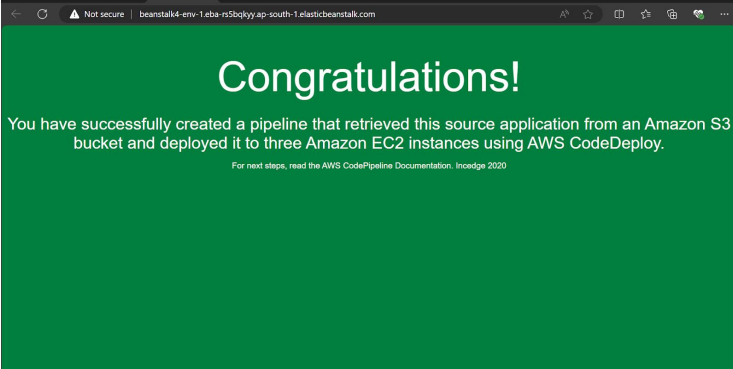 Not secure | beanstalk4-env-1.eba-rs5bqkyy.ap-south-1.elasticbeanstalk.com
Congratulations!
You have successfully created a pipeline that retrieved this source application from an Amazon S3
bucket and deployed it to three Amazon EC2 instances using AWS CodeDeploy.
For next steps, read the AWS CodePipeline Documentation. Incedge 2020